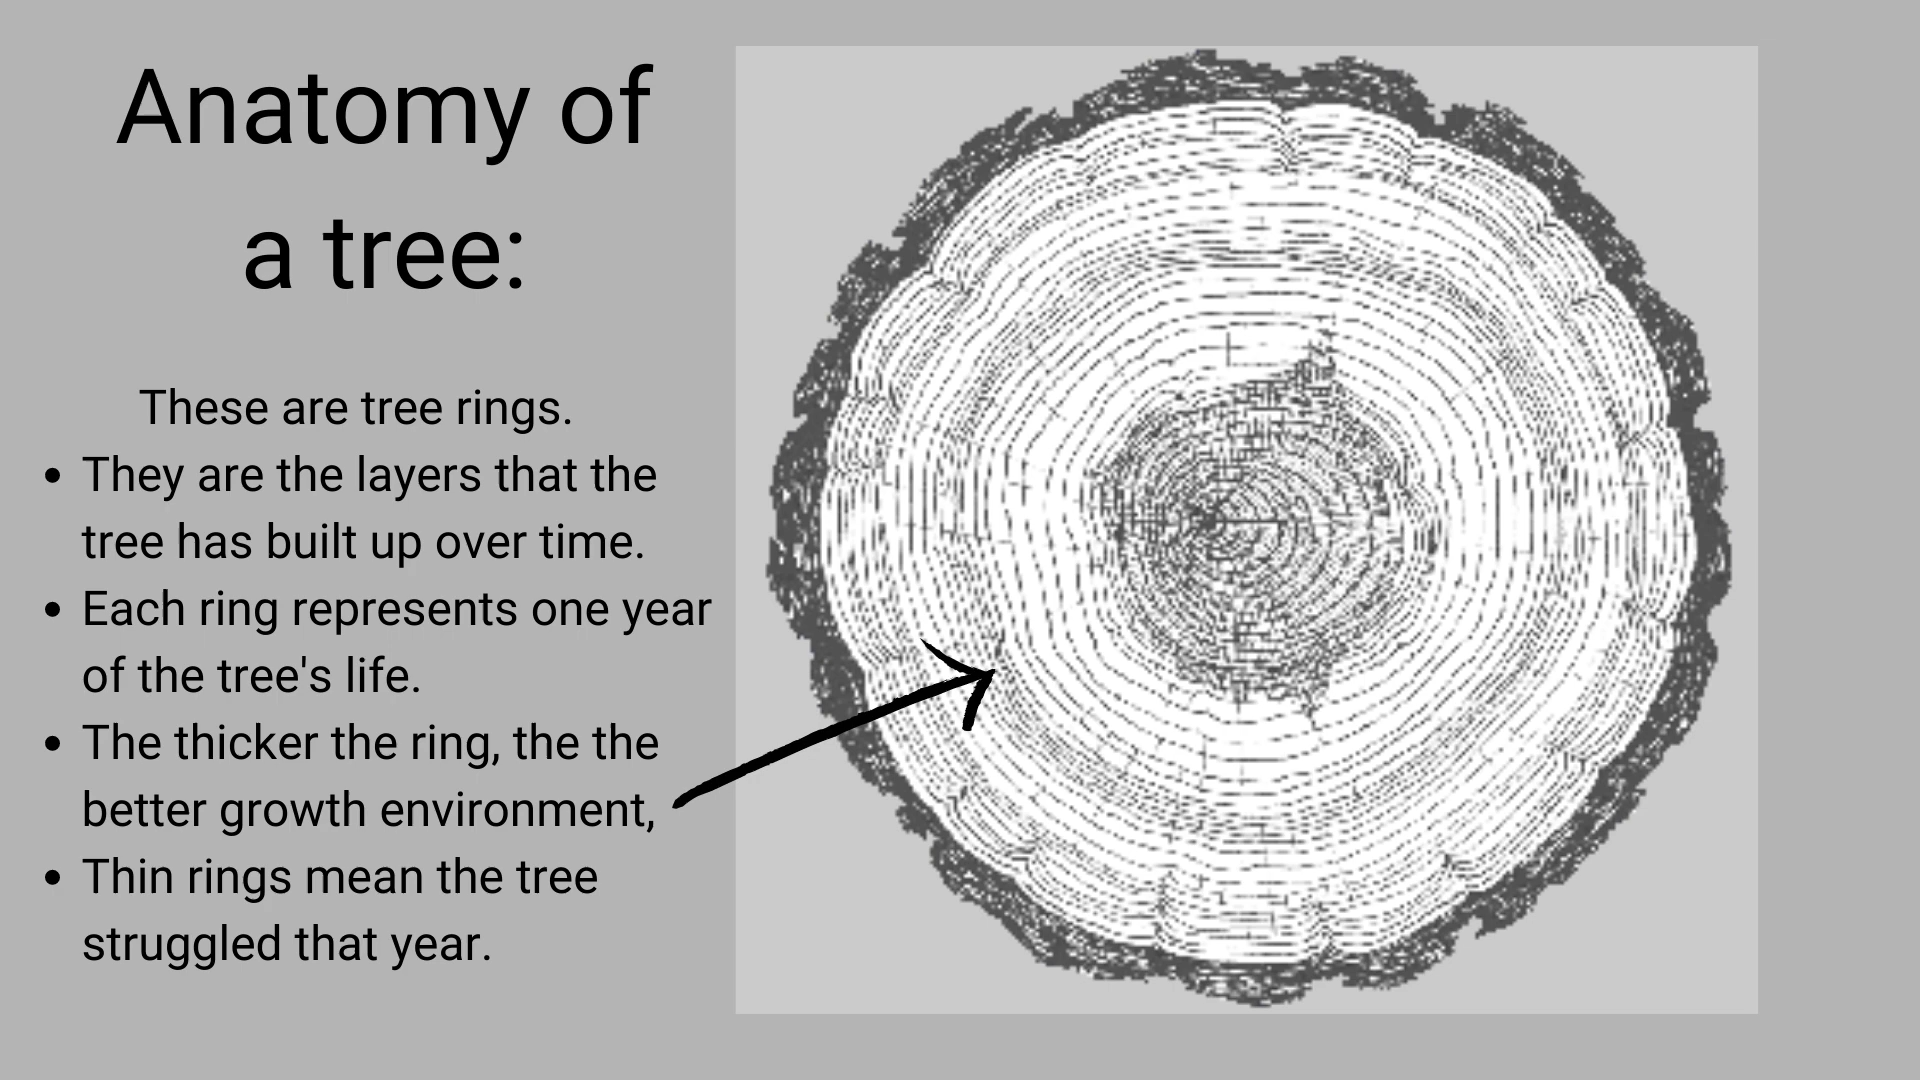 Anatomy of
a tree:
These are tree rings.
• They are the layers that the
tree has built up over time.
• Each ring represents one year
of the tree's life.
• The thicker the ring, the the
better growth environment,
• Thin rings mean the tree
struggled that year.